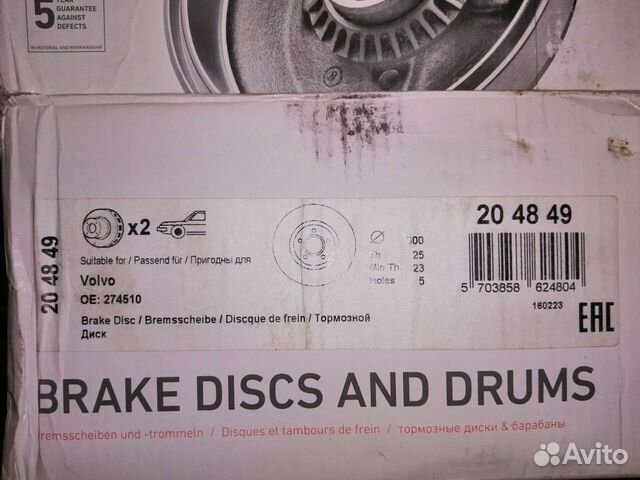 5 YEAR
GUARANTEE
AGAINST
DEFECTS
IN MATERIAL AND WORKMANSHIP
20 48 49
x2
Suitable for / Passend für / Пригодны для
Volvo
OE: 274510
Brake Disc / Bremsscheibe / Discque de frein / Тормозной
Диск
Ø 300
Th 25
Min Th. 23
Holes 5
20 48 49
5 703858 624804
160223
EAC
BRAKE DISCS AND DRUMS
Bremsscheiben und -trommeln / Disques et tambours de frein / тормозные диски & барабаны
Avito